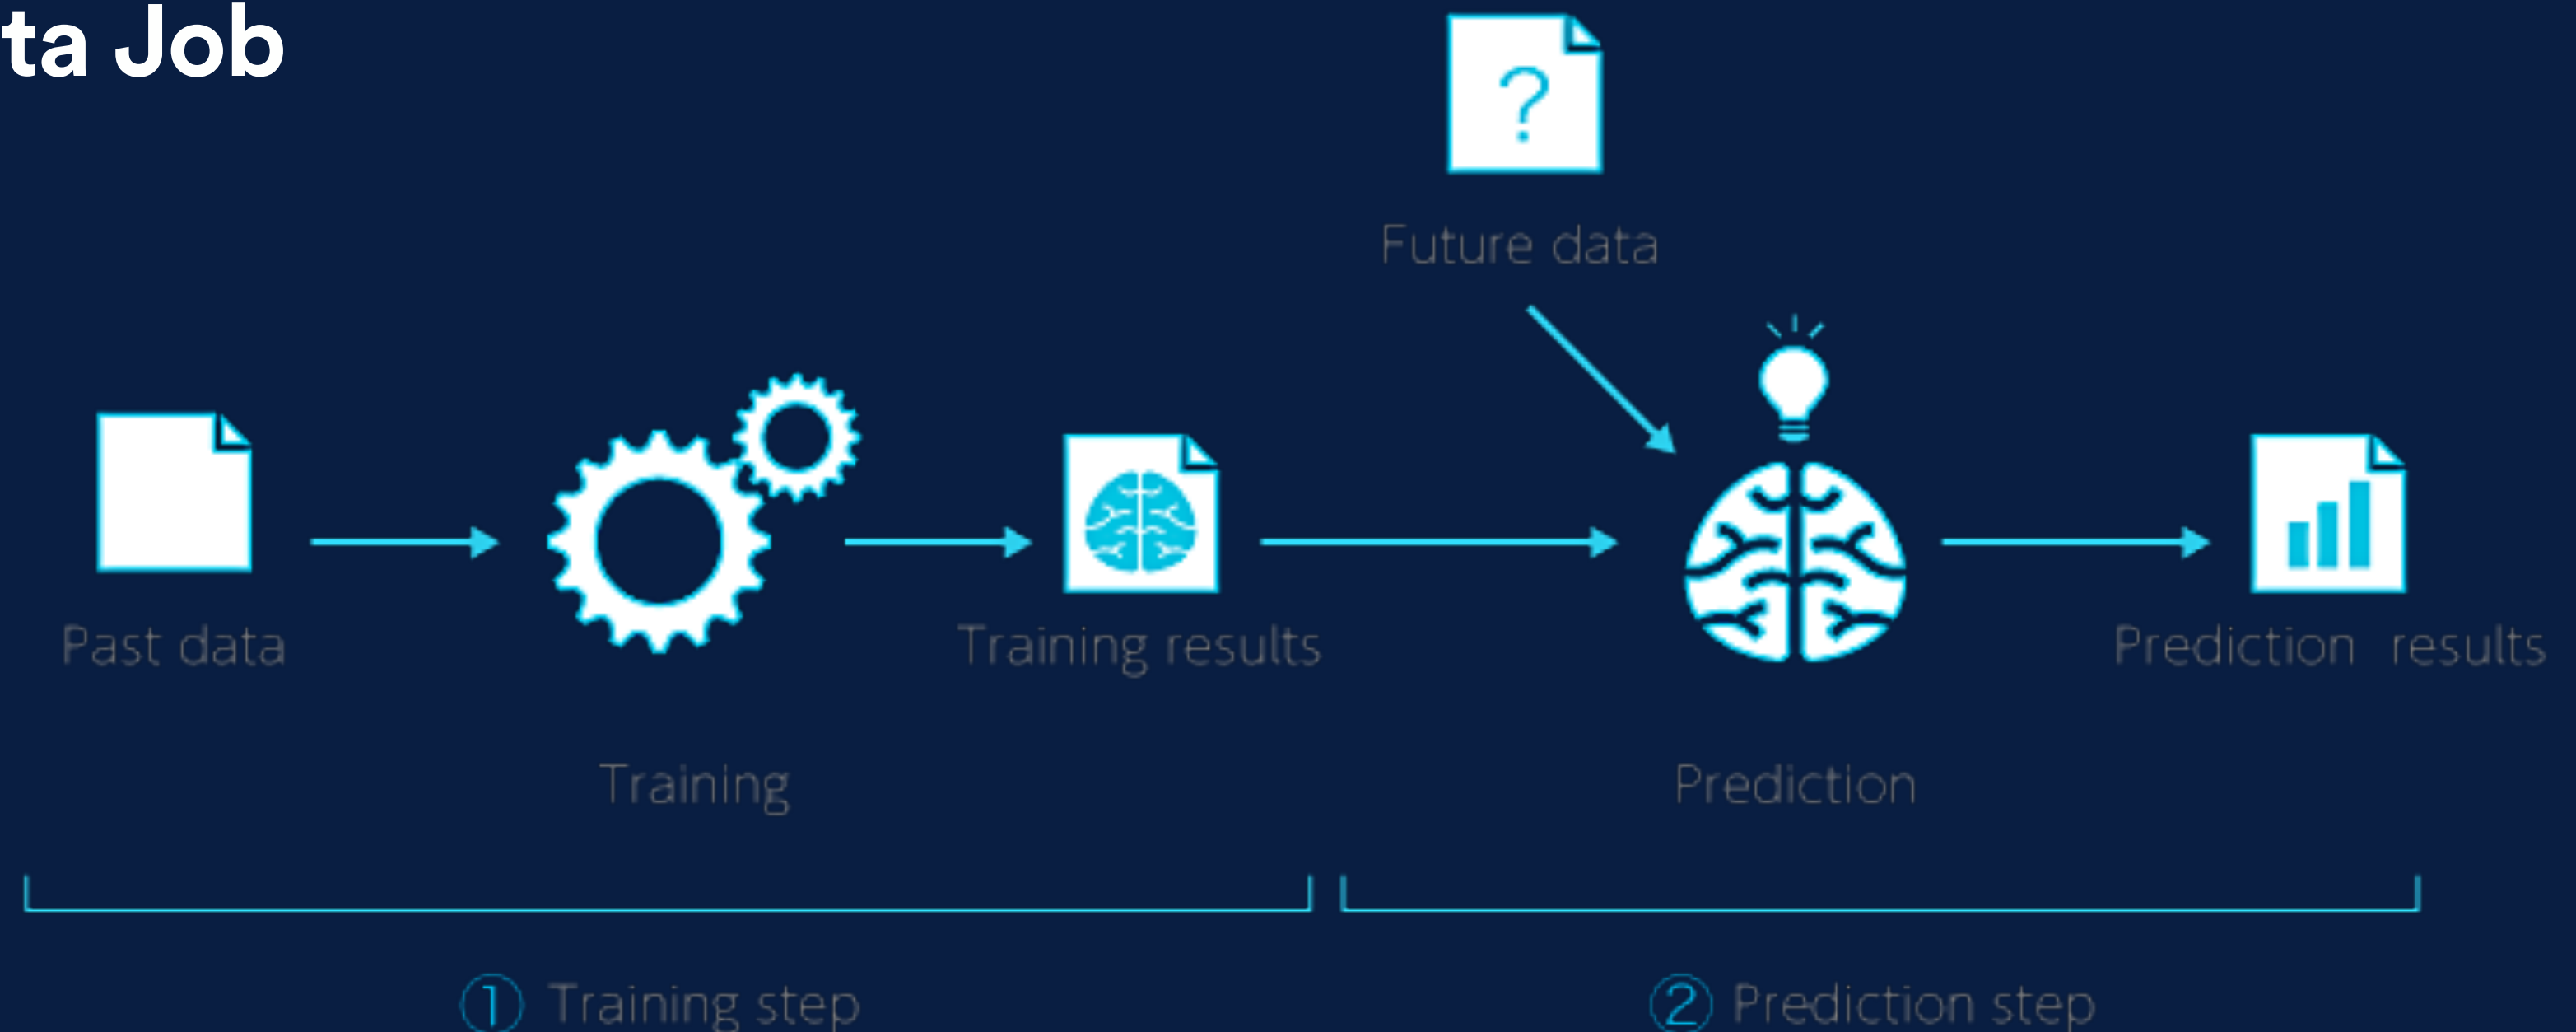 ta Job
?
Future data
Past data
Training results
Prediction results
Training
Prediction
① Training step
② Prediction step